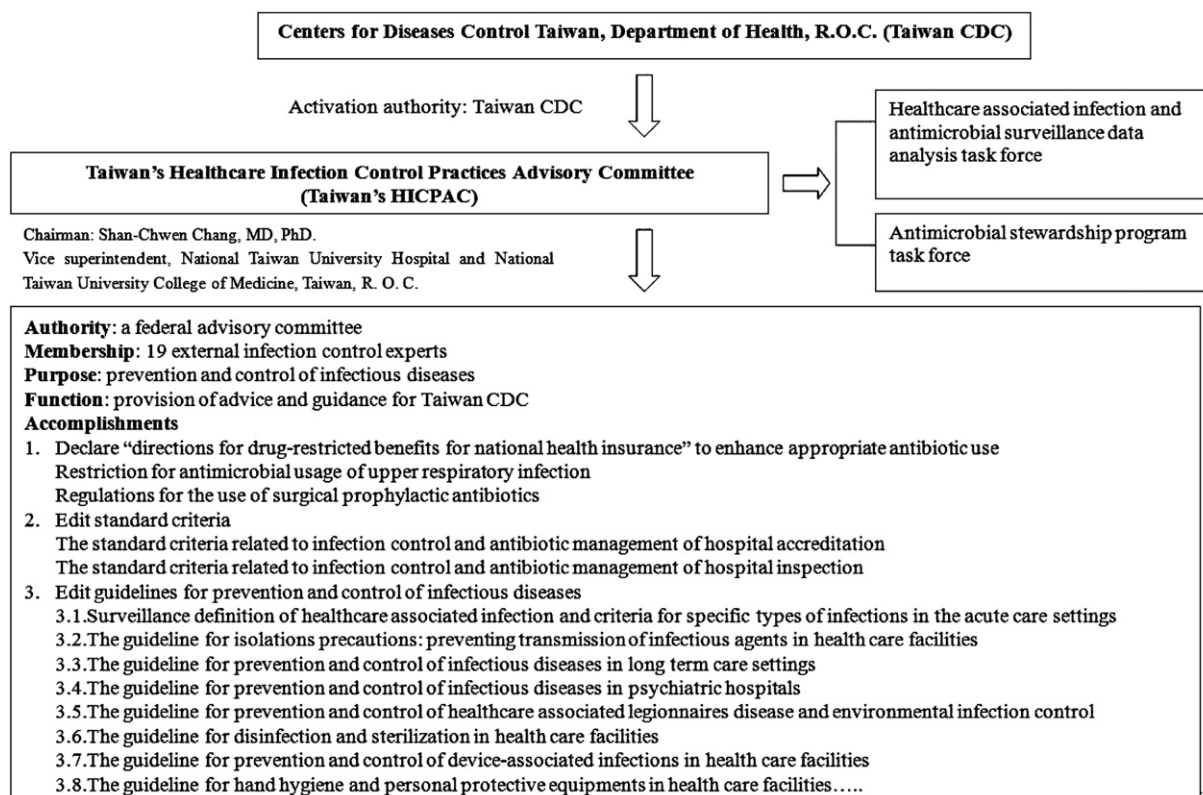 Centers for Diseases Control Taiwan, Department of Health, R.O.C. (Taiwan CDC)
Activation authority: Taiwan CDC
Healthcare associated infection and
antimicrobial surveillance data
analysis task force
Taiwan's Healthcare Infection Control Practices Advisory Committee
(Taiwan's HICPAC)
Antimicrobial stewardship program
task force
Chairman: Shan-Chwen Chang, MD, PhD.
Vice superintendent, National Taiwan University Hospital and National
Taiwan University College of Medicine, Taiwan, R. O. C.
Authority: a federal advisory committee
Membership: 19 external infection control experts
Purpose: prevention and control of infectious diseases
Function: provision of advice and guidance for Taiwan CDC
Accomplishments
1. Declare “directions for drug-restricted benefits for national health insurance” to enhance appropriate antibiotic use
Restriction for antimicrobial usage of upper respiratory infection
Regulations for the use of surgical prophylactic antibiotics
2. Edit standard criteria
The standard criteria related to infection control and antibiotic management of hospital accreditation
The standard criteria related to infection control and antibiotic management of hospital inspection
3. Edit guidelines for prevention and control of infectious diseases
3.1.Surveillance definition of healthcare associated infection and criteria for specific types of infections in the acute care settings
3.2.The guideline for isolations precautions: preventing transmission of infectious agents in health care facilities
3.3.The guideline for prevention and control of infectious diseases in long term care settings
3.4.The guideline for prevention and control of infectious diseases in psychiatric hospitals
3.5.The guideline for prevention and control of healthcare associated legionnaires disease and environmental infection control
3.6.The guideline for disinfection and sterilization in health care facilities
3.7.The guideline for prevention and control of device-associated infections in health care facilities
3.8.The guideline for hand hygiene and personal protective equipments in health care facilities.....